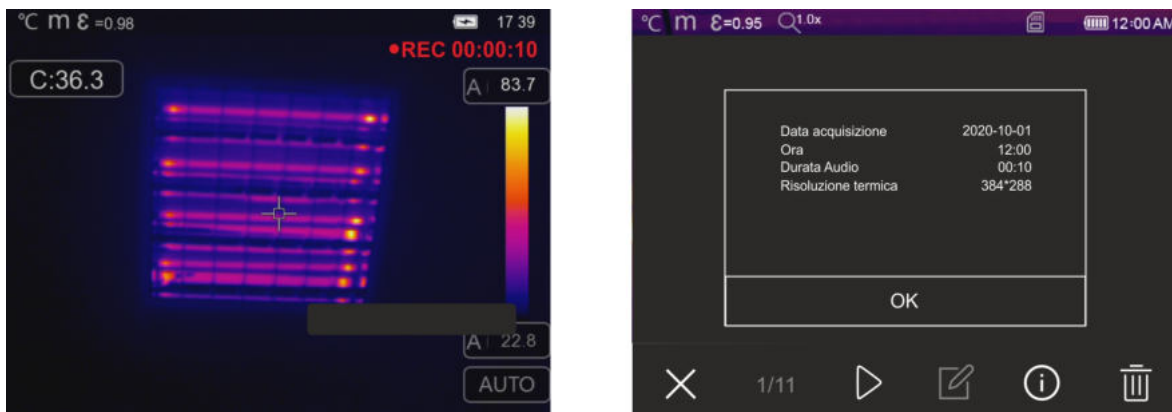 °C m ε =0.98 17 39
●REC 00:00:10
C:36.3
A 83.7
A 22.8
AUTO
°C m ε=0.95 1.0x 12:00 AM
Data acquisizione 2020-10-01
Ora 12:00
Durata Audio 00:10
Risoluzione termica 384*288
OK
1/11